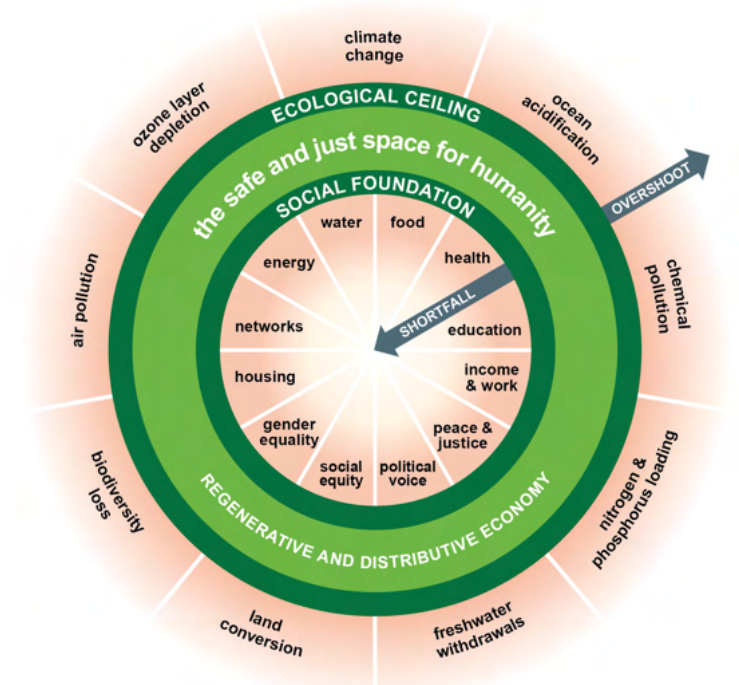 climate
change
ozone layer
depletion
ocean
acidification
ECOLOGICAL CEILING
the safe and just space for humanity
OVERSHOOT
SOCIAL FOUNDATION
water
food
energy
health
air pollution
chemical
pollution
SHORTFALL
networks
education
housing
income
& work
gender
equality
peace &
justice
social
equity
political
voice
biodiversity
loss
nitrogen &
phosphorus loading
REGENERATIVE AND DISTRIBUTIVE ECONOMY
land
conversion
freshwater
withdrawals